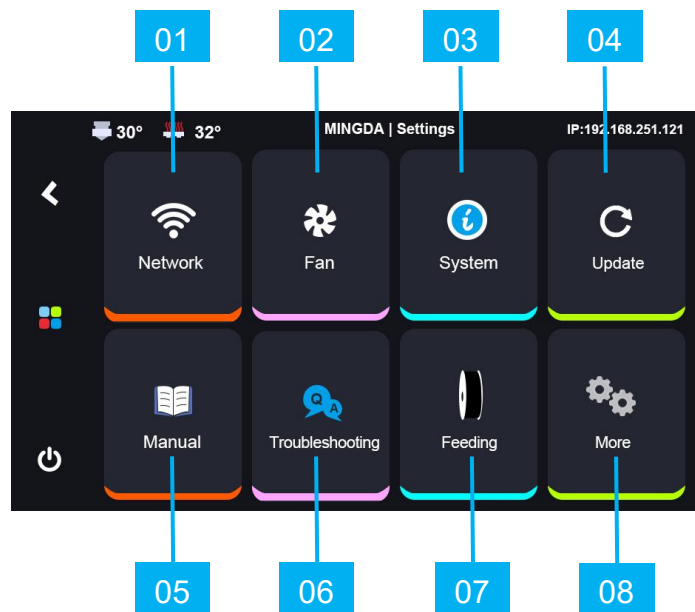 01 02 03 04
30° 32° MINGDA | Settings IP:192.168.251.121
Network Fan System Update
Manual Troubleshooting Feeding More
05 06 07 08